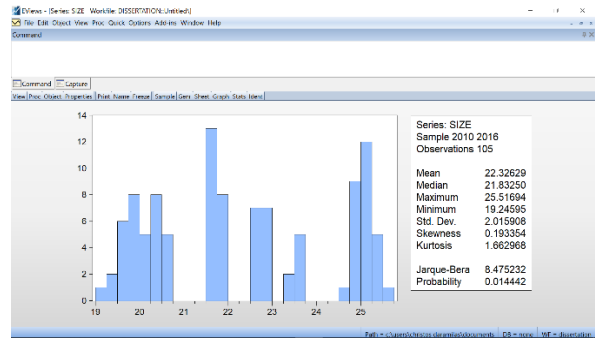 EViews - [Series: SIZE Workfile: DISSERTATION::Untitled\]
File Edit Object View Proc Quick Options Add-ins Window Help
Command
Command Capture
View Proc Object Properties Print Name Freeze Sample Genr Sheet Graph Stats Ident
14
12
10
8
6
4
2
0
19 20 21 22 23 24 25
Series: SIZE
Sample 2010 2016
Observations 105
Mean 22.32629
Median 21.83250
Maximum 25.51694
Minimum 19.24595
Std. Dev. 2.015908
Skewness 0.193354
Kurtosis 1.662968
Jarque-Bera 8.475232
Probability 0.014442
Path = c:\users\christos\documents DB = none WF = dissertation